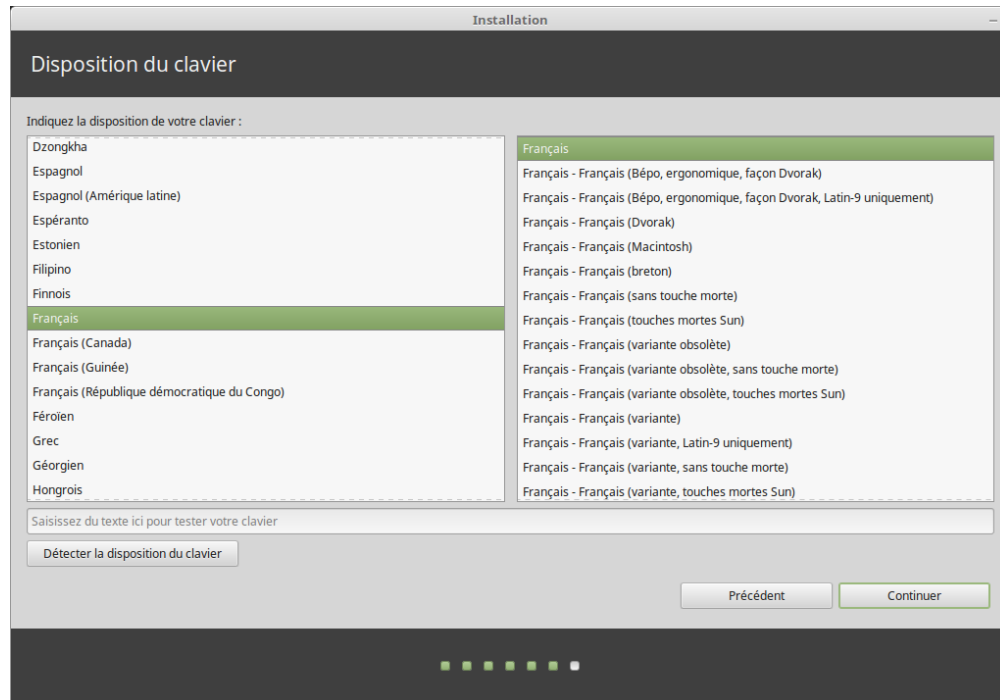 Installation
Disposition du clavier
Indiquez la disposition de votre clavier :
Dzongkha
Espagnol
Espagnol (Amérique latine)
Espéranto
Estonien
Filipino
Finnois
Français
Français (Canada)
Français (Guinée)
Français (République démocratique du Congo)
Féroïen
Grec
Géorgien
Hongrois
Français
Français - Français (Bépo, ergonomique, façon Dvorak)
Français - Français (Bépo, ergonomique, façon Dvorak, Latin-9 uniquement)
Français - Français (Dvorak)
Français - Français (Macintosh)
Français - Français (breton)
Français - Français (sans touche morte)
Français - Français (touches mortes Sun)
Français - Français (variante obsolète)
Français - Français (variante obsolète, sans touche morte)
Français - Français (variante obsolète, touches mortes Sun)
Français - Français (variante)
Français - Français (variante, Latin-9 uniquement)
Français - Français (variante, sans touche morte)
Français - Français (variante, touches mortes Sun)
Saisissez du texte ici pour tester votre clavier
Détecter la disposition du clavier
Précédent
Continuer